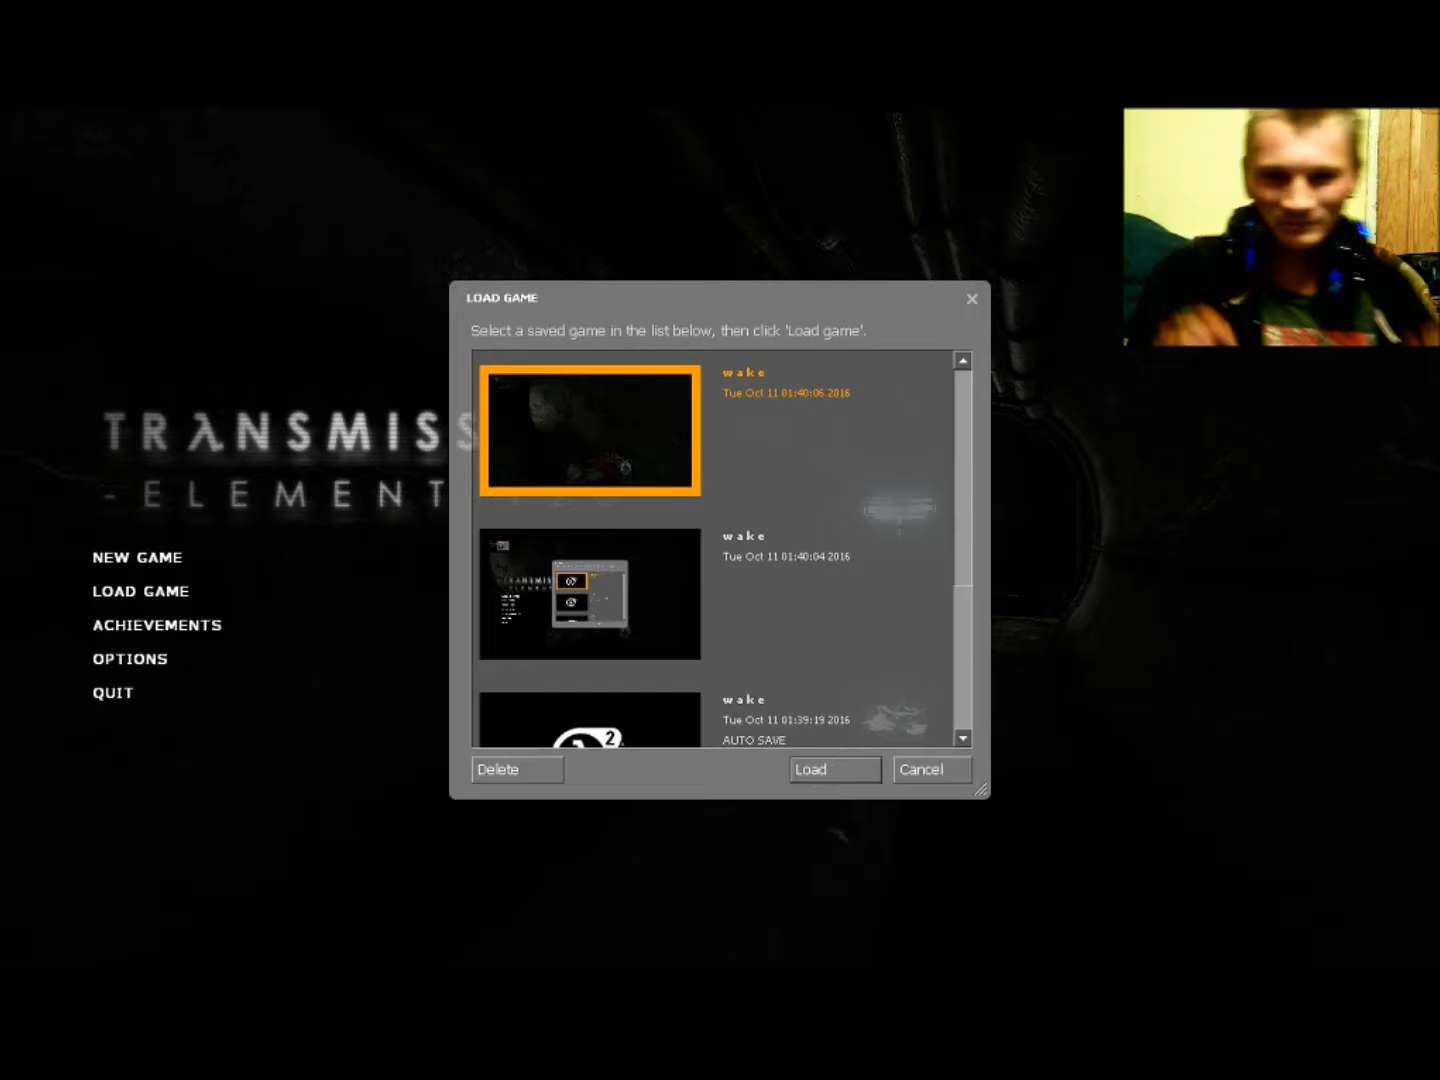 LOAD GAME
Select a saved game in the list below, then click 'Load game'.
wake
Tue Oct 11 01:40:06 2016
TRANSMISS
- ELEMENT
wake
Tue Oct 11 01:40:04 2016
NEW GAME
LOAD GAME
ACHIEVEMENTS
OPTIONS
QUIT
wake
Tue Oct 11 01:39:19 2016
AUTO SAVE
2
Delete
Load
Cancel